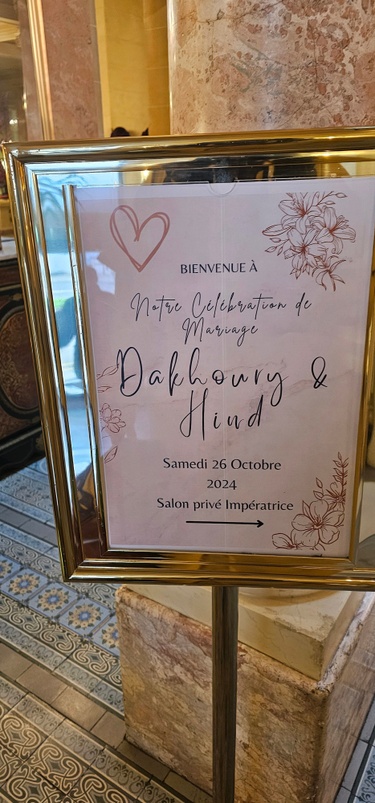 BIENVENUE À
Notre Célébration de
Mariage
Dakhoury &
Hind
Samedi 26 Octobre
2024
Salon privé Impératrice